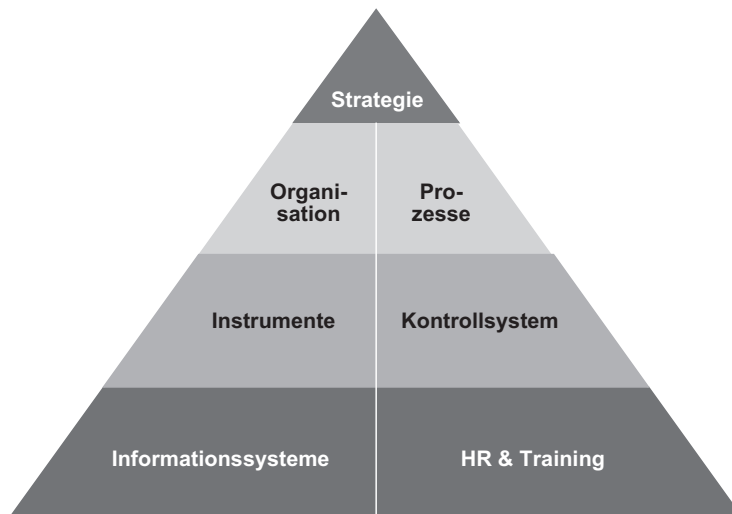 Strategie
Organi-
sation
Pro-
zesse
Instrumente
Kontrollsystem
Informationssysteme
HR & Training